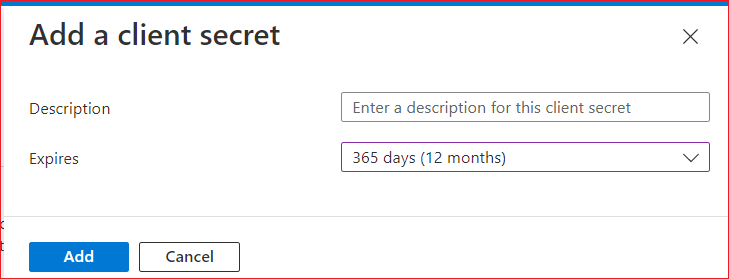 Add a client secret
Description
Enter a description for this client secret
Expires
365 days (12 months)
Add
Cancel